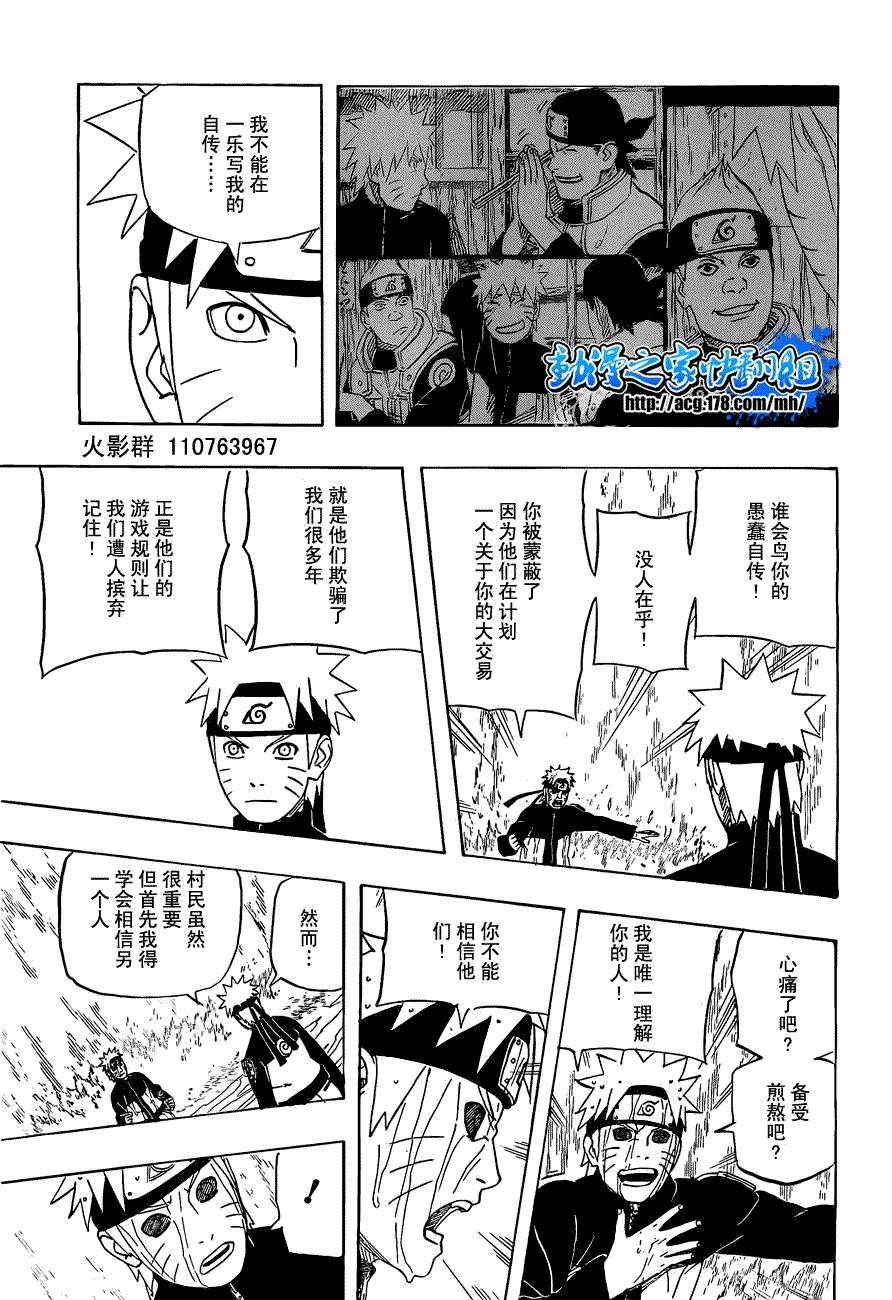 我不能在
一乐写我的
自传……
動漫之家快翻組
http://acg.178.com/mh/
火影群 110763967
谁会鸟你的
愚蠢自传！
没人在乎！
你被蒙蔽了
因为他们在计划
一个关于你的大交易
就是他们欺骗了
我们很多年
正是他们的
游戏规则让
我们遭人摈弃
记住！
心痛了吧？
备受
煎熬吧？
我是唯一理解
你的人！
你不能
相信他
们！
然而…
村民虽然
很重要
但首先我得
学会相信另
一个人
！